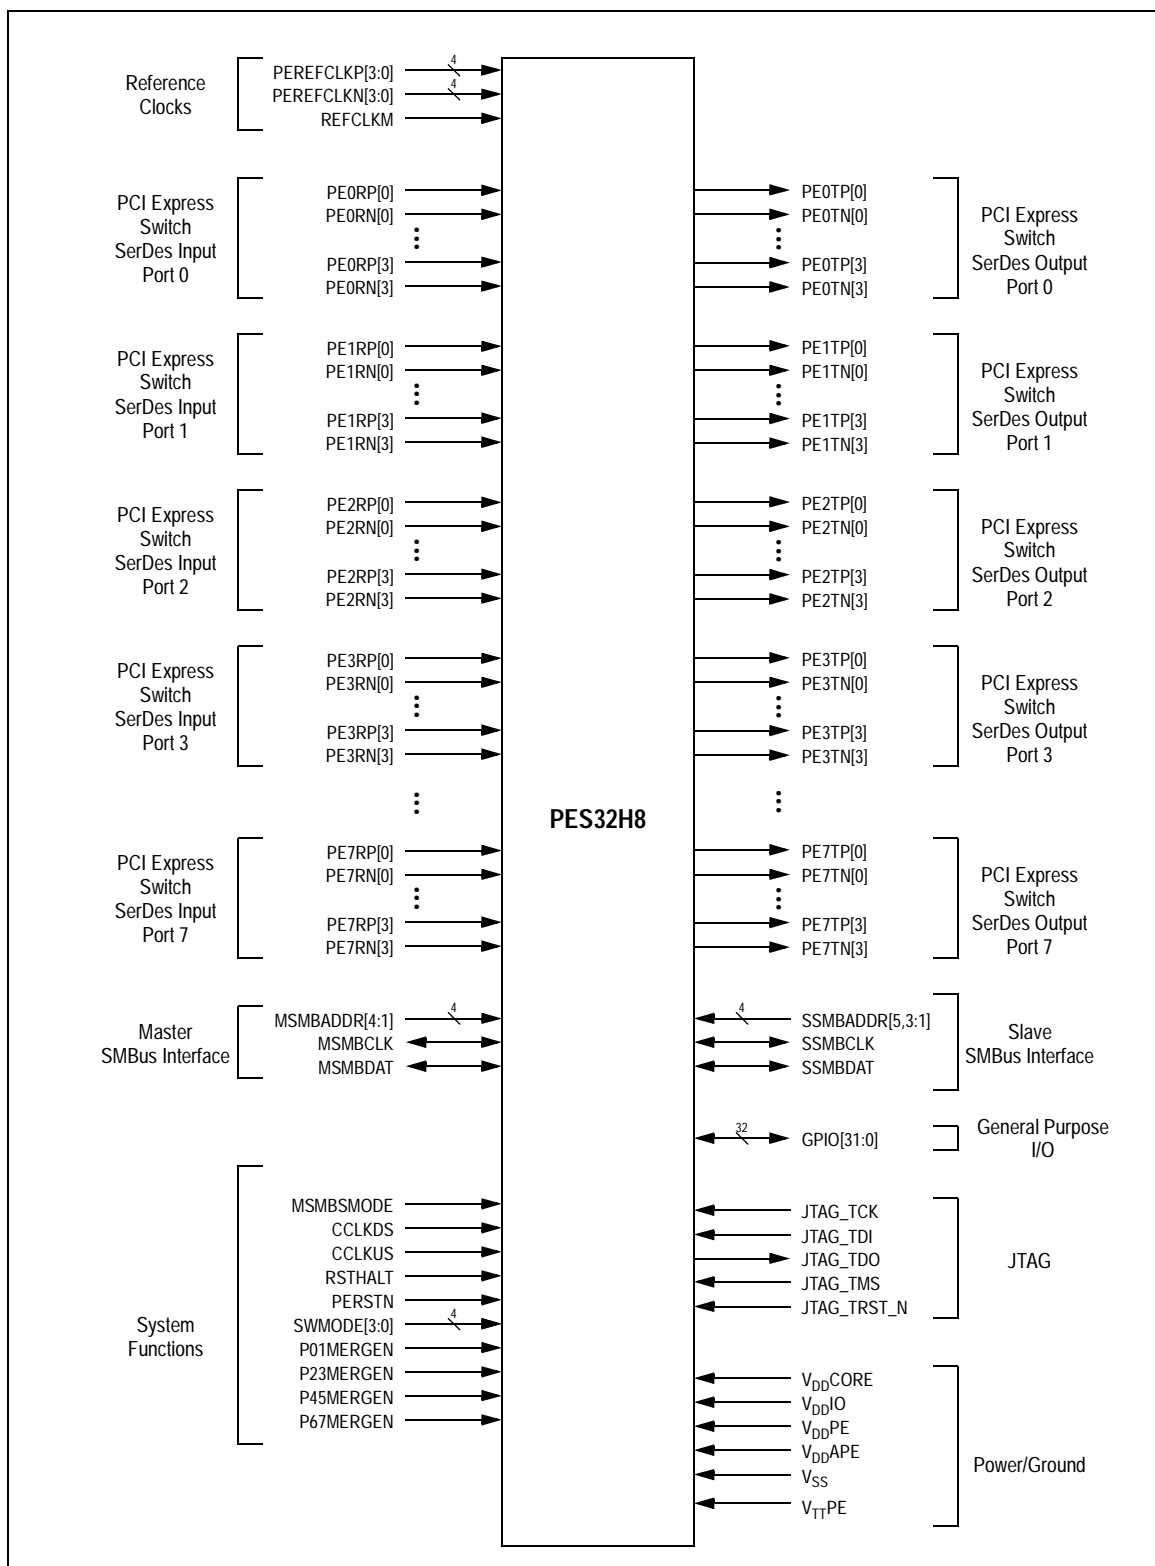 Reference
Clocks
PEREFCLKP[3:0]
4
PEREFCLKN[3:0]
4
REFCLKM
PCI Express
Switch
SerDes Input
Port 0
PE0RP[0]
PE0RN[0]
PE0RP[3]
PE0RN[3]
PCI Express
Switch
SerDes Input
Port 1
PE1RP[0]
PE1RN[0]
PE1RP[3]
PE1RN[3]
PCI Express
Switch
SerDes Input
Port 2
PE2RP[0]
PE2RN[0]
PE2RP[3]
PE2RN[3]
PCI Express
Switch
SerDes Input
Port 3
PE3RP[0]
PE3RN[0]
PE3RP[3]
PE3RN[3]
PCI Express
Switch
SerDes Input
Port 7
PE7RP[0]
PE7RN[0]
PE7RP[3]
PE7RN[3]
Master
SMBus Interface
MSMBADDR[4:1]
4
MSMBCLK
MSMBDAT
System
Functions
MSMBSMODE
CCLKDS
CCLKUS
RSTHALT
PERSTN
SWMODE[3:0]
4
P01MERGEN
P23MERGEN
P45MERGEN
P67MERGEN
PES32H8
PE0TP[0]
PE0TN[0]
PE0TP[3]
PE0TN[3]
PCI Express
Switch
SerDes Output
Port 0
PE1TP[0]
PE1TN[0]
PE1TP[3]
PE1TN[3]
PCI Express
Switch
SerDes Output
Port 1
PE2TP[0]
PE2TN[0]
PE2TP[3]
PE2TN[3]
PCI Express
Switch
SerDes Output
Port 2
PE3TP[0]
PE3TN[0]
PE3TP[3]
PE3TN[3]
PCI Express
Switch
SerDes Output
Port 3
PE7TP[0]
PE7TN[0]
PE7TP[3]
PE7TN[3]
PCI Express
Switch
SerDes Output
Port 7
4
SSMBADDR[5,3:1]
SSMBCLK
SSMBDAT
Slave
SMBus Interface
32
GPIO[31:0]
General Purpose
I/O
JTAG_TCK
JTAG_TDI
JTAG_TDO
JTAG_TMS
JTAG_TRST_N
JTAG
VDDCORE
VDDIO
VDDPE
VDDAPE
VSS
VTTPE
Power/Ground